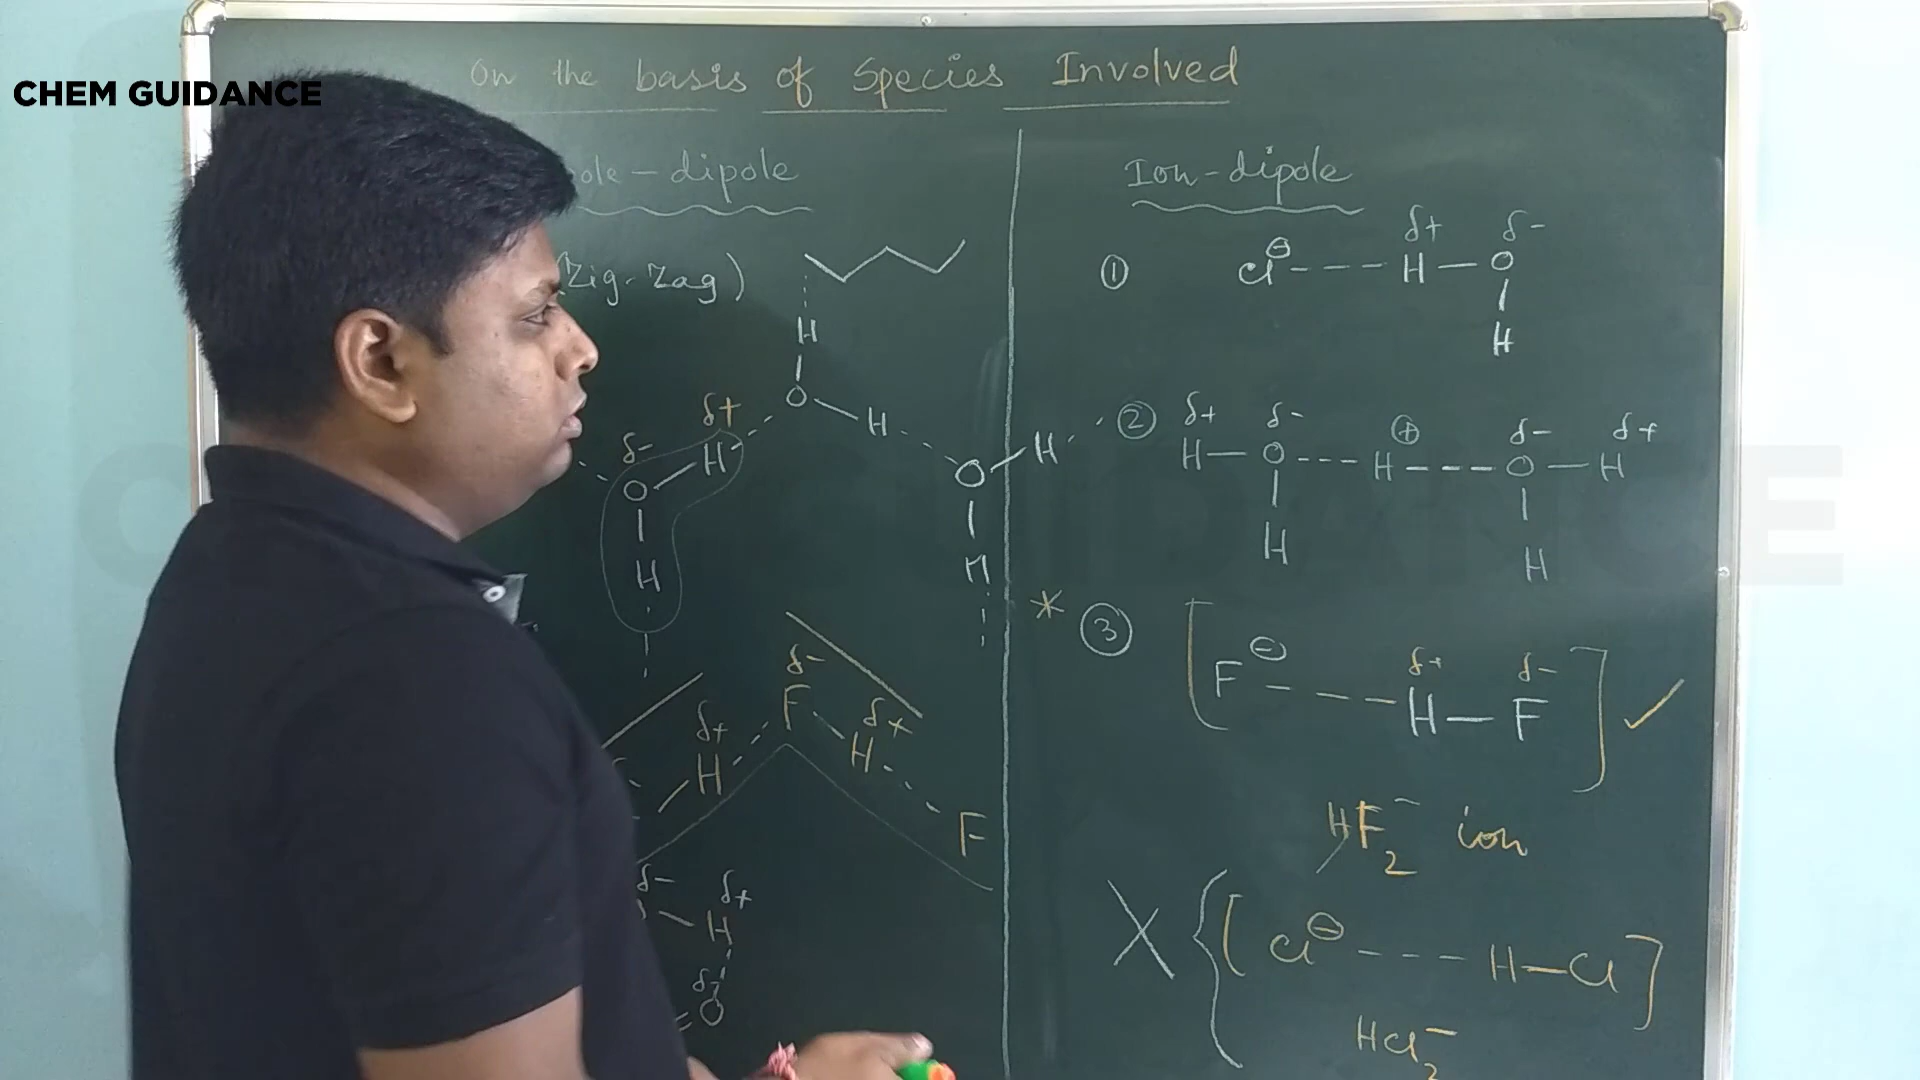 CHEM GUIDANCE
On the basis of Species Involved
ole - dipole
(Zig-Zag)
H
O
H
δ+
δ-
H
O
H
O
H
H
δ-
F
δ+
H
δ+
H
F
δ-
δ+
H
δ-
O
Ion-dipole
① Cl⊖ --- H — O
δ+ δ-
H
② δ+ δ- ⊕ δ- δ+
H — O --- H --- O — H
H H
* ③ [F⊖ --- H — F] ✓
δ+ δ-
HF₂⁻ ion
X { [Cl⊖ --- H — Cl]
HCl₂⁻